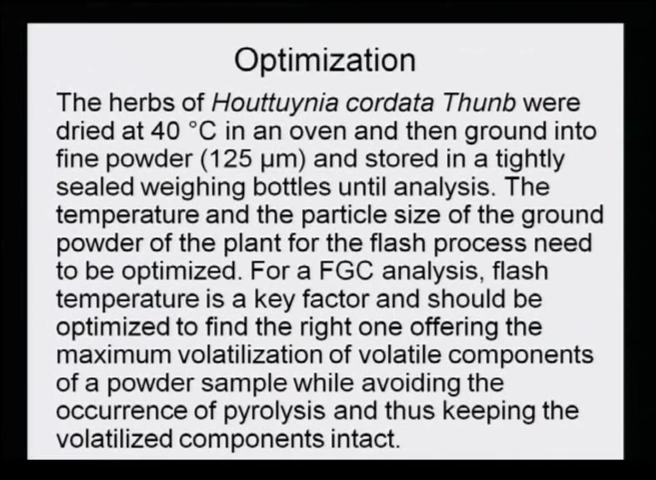 Optimization
The herbs of Houttuynia cordata Thunb were
dried at 40 °C in an oven and then ground into
fine powder (125 μm) and stored in a tightly
sealed weighing bottles until analysis. The
temperature and the particle size of the ground
powder of the plant for the flash process need
to be optimized. For a FGC analysis, flash
temperature is a key factor and should be
optimized to find the right one offering the
maximum volatilization of volatile components
of a powder sample while avoiding the
occurrence of pyrolysis and thus keeping the
volatilized components intact.